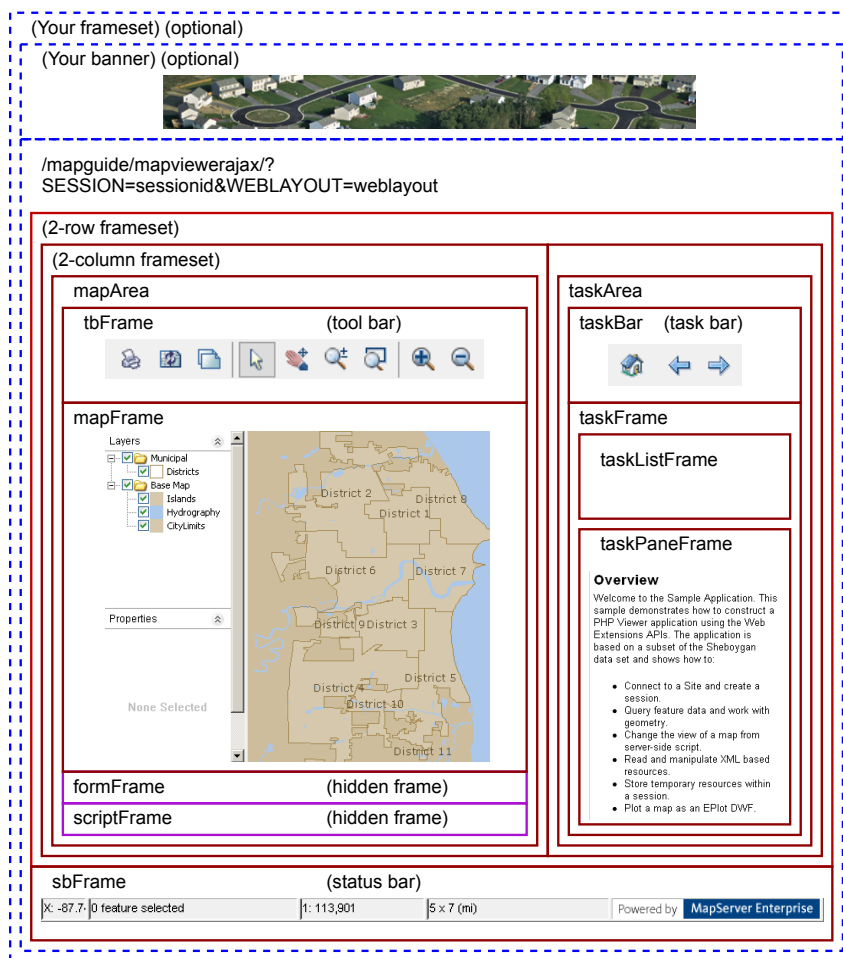 (Your frameset) (optional)
(Your banner) (optional)
/mapguide/mapviewerajax/?
SESSION=sessionid&WEBLAYOUT=weblayout
(2-row frameset)
(2-column frameset)
mapArea
tbFrame (tool bar)
mapFrame
Layers
Municipal
Districts
Base Map
Islands
Hydrography
CityLimits
Properties
None Selected
District 2
District 8
District 1
District 6
District 7
District 9 District 3
District 5
District 4
District 10
District 11
formFrame (hidden frame)
scriptFrame (hidden frame)
taskArea
taskBar (task bar)
taskFrame
taskListFrame
taskPaneFrame
Overview
Welcome to the Sample Application. This
sample demonstrates how to construct a
PHP Viewer application using the Web
Extensions APIs. The application is
based on a subset of the Sheboygan
data set and shows how to:
• Connect to a Site and create a
session.
• Query feature data and work with
geometry.
• Change the view of a map from
server-side script.
• Read and manipulate XML based
resources.
• Store temporary resources within
a session.
• Plot a map as an EPlot DWF.
sbFrame (status bar)
X: -87.7 0 feature selected 1: 113,901 5 x 7 (mi) Powered by MapServer Enterprise